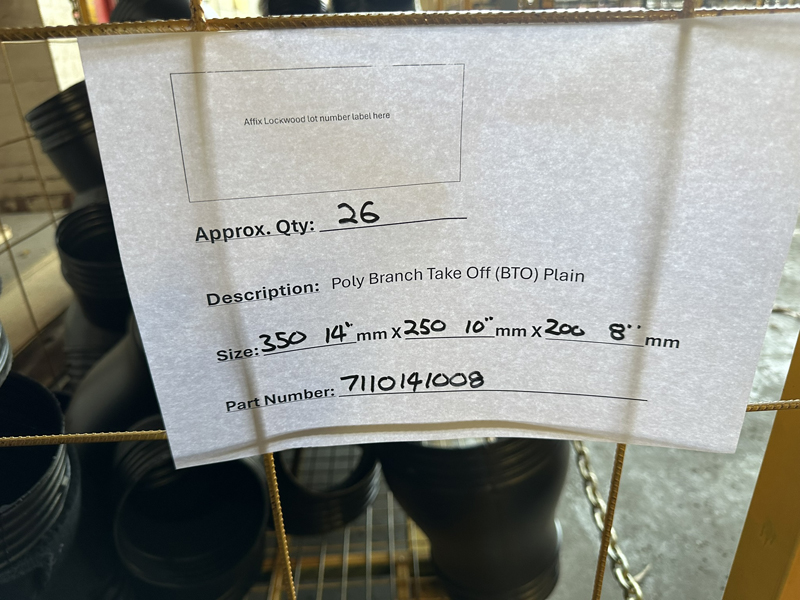 Affix Lockwood lot number label here
Approx. Qty: 26
Description: Poly Branch Take Off (BTO) Plain
Size: 350 14" mm X 250 10" mm X 200 8" mm
Part Number: 7110141008